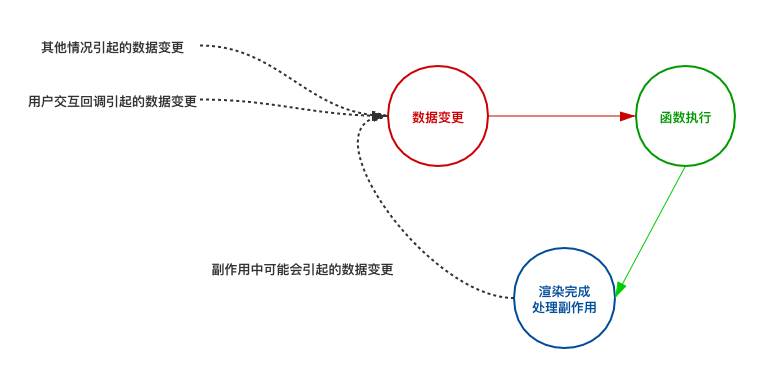 其他情况引起的数据变更
用户交互回调引起的数据变更
数据变更
函数执行
副作用中可能会引起的数据变更
渲染完成
处理副作用